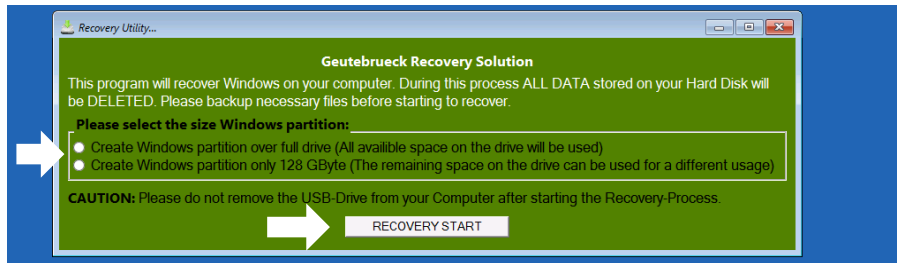 Recovery Utility...
Geutebrueck Recovery Solution
This program will recover Windows on your computer. During this process ALL DATA stored on your Hard Disk will
be DELETED. Please backup necessary files before starting to recover.
Please select the size Windows partition:
Create Windows partition over full drive (All availible space on the drive will be used)
Create Windows partition only 128 GByte (The remaining space on the drive can be used for a different usage)
CAUTION: Please do not remove the USB-Drive from your Computer after starting the Recovery-Process.
RECOVERY START